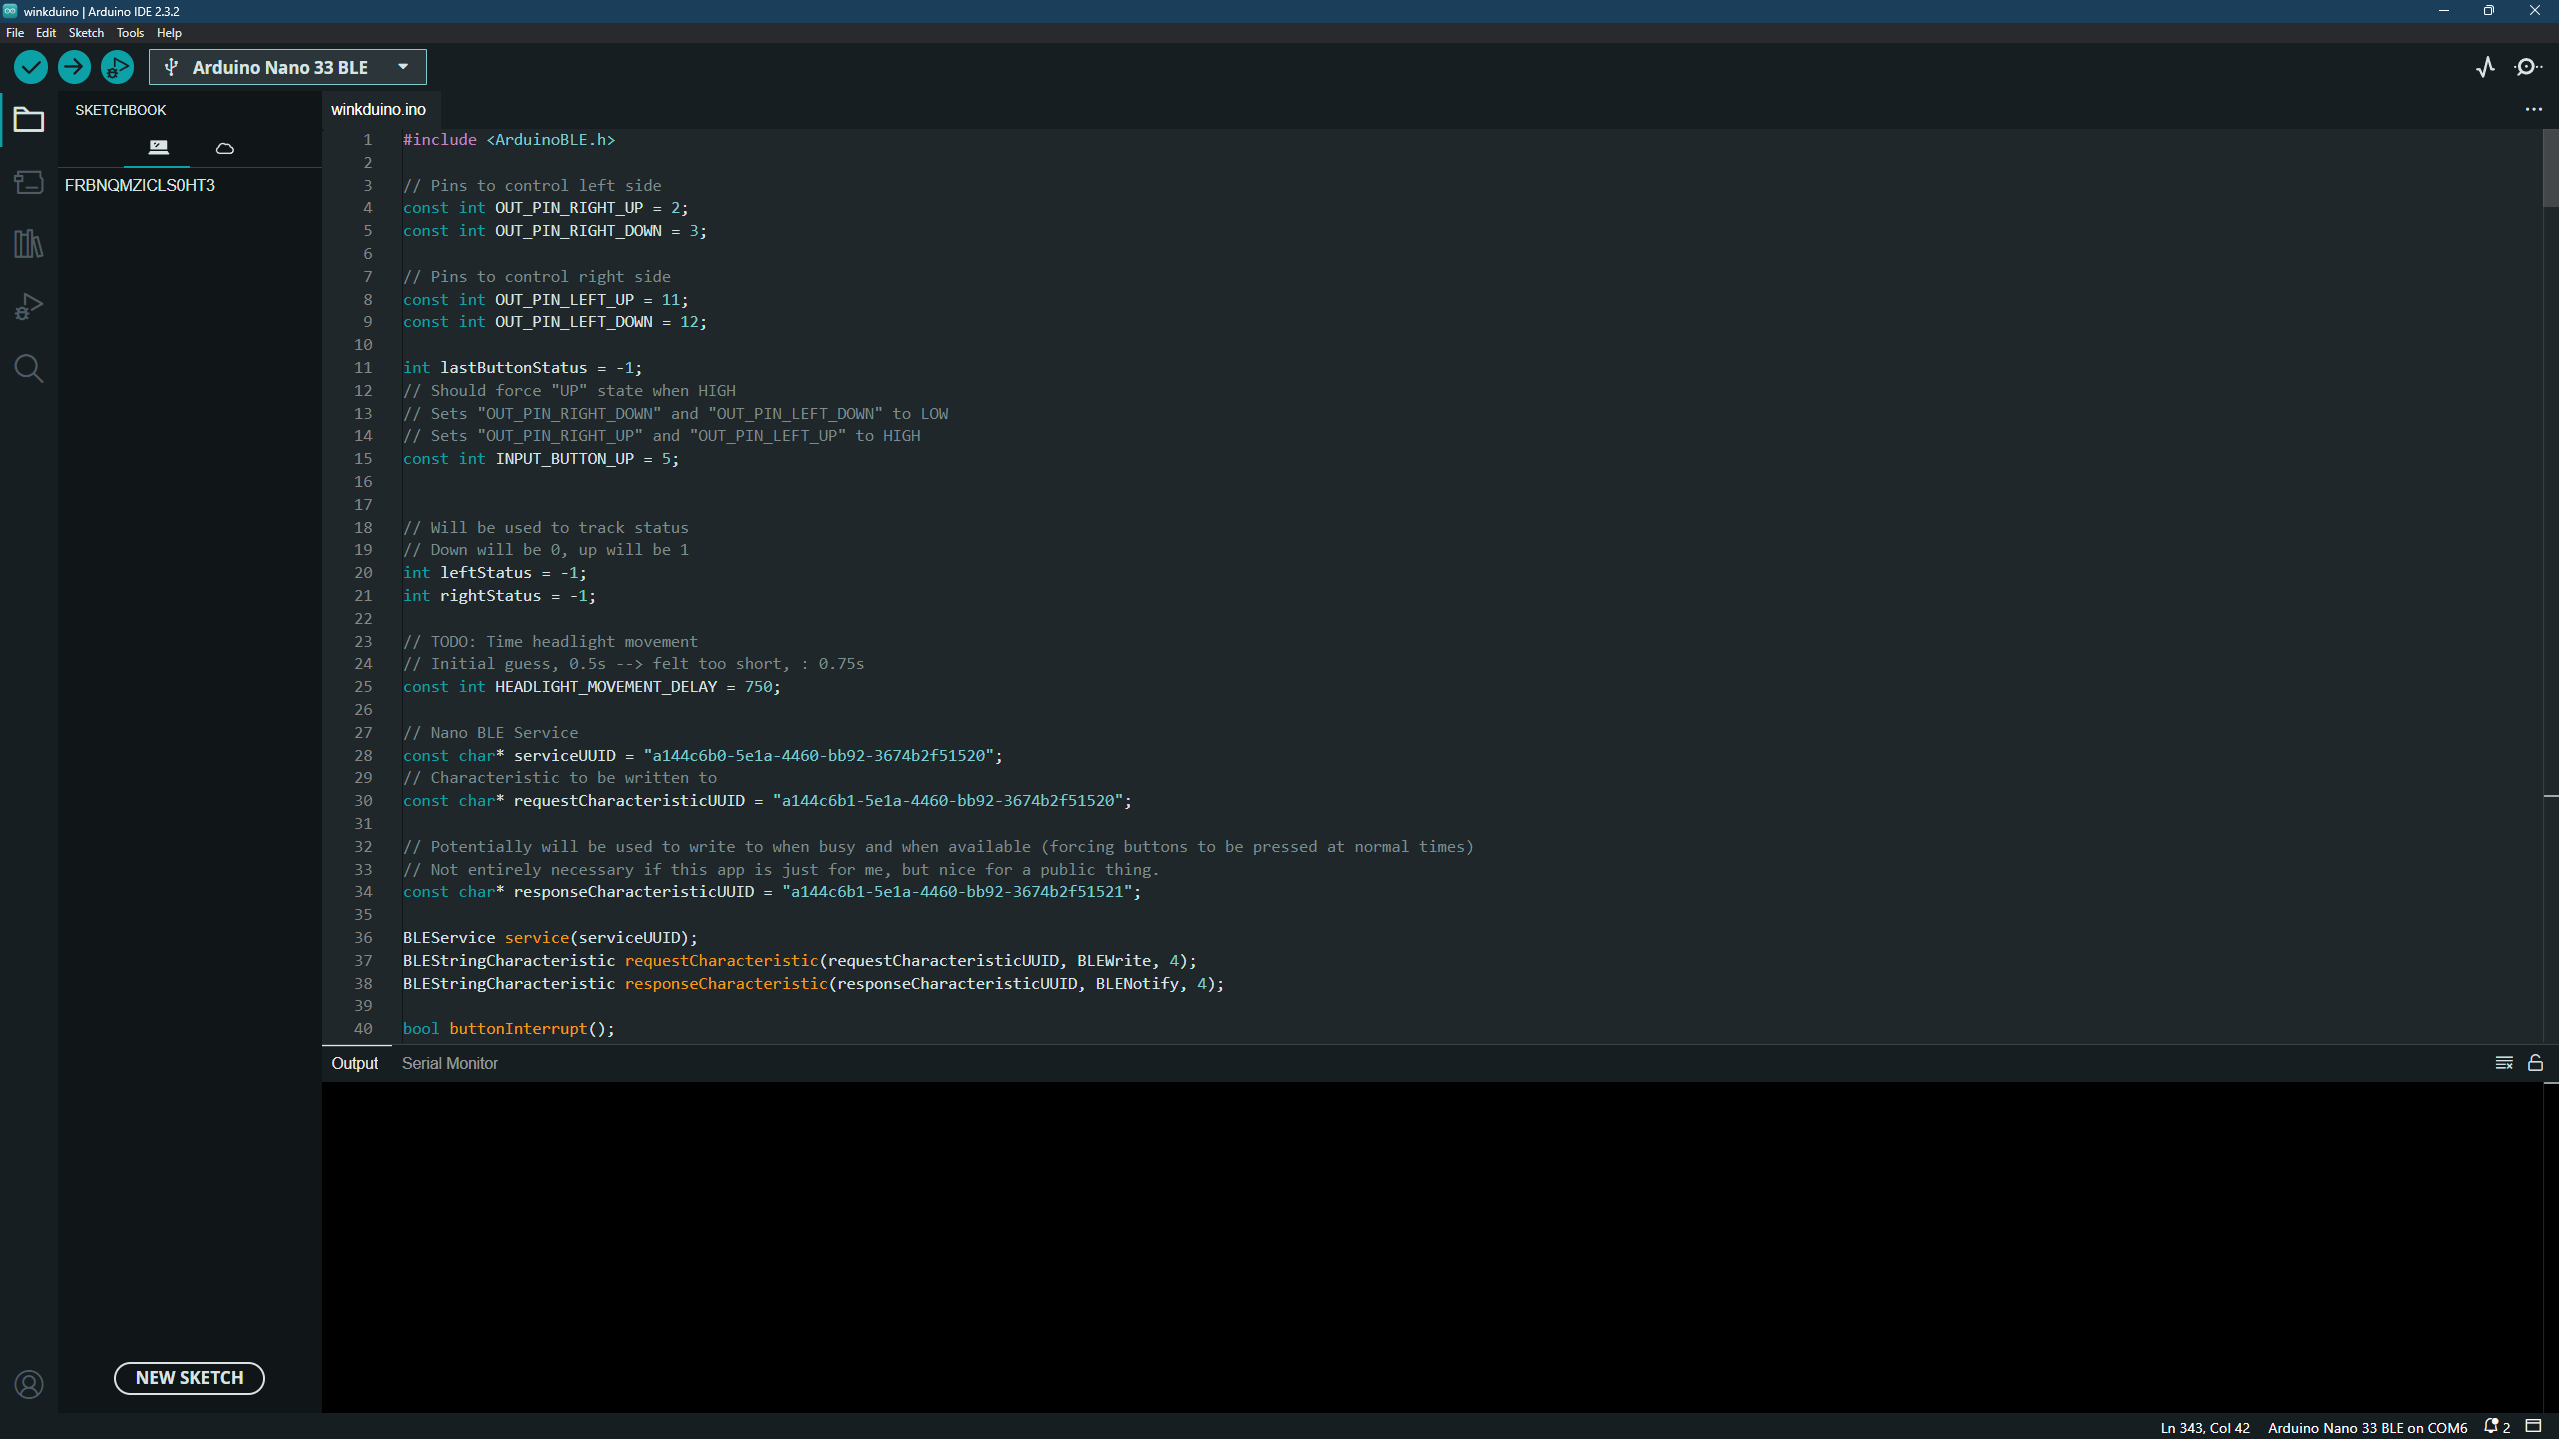 winkduino | Arduino IDE 2.3.2
File Edit Sketch Tools Help
Arduino Nano 33 BLE
SKETCHBOOK
FRBNQMZICLS0HT3
NEW SKETCH
winkduino.ino
1 #include <ArduinoBLE.h>
2
3 // Pins to control left side
4 const int OUT_PIN_RIGHT_UP = 2;
5 const int OUT_PIN_RIGHT_DOWN = 3;
6
7 // Pins to control right side
8 const int OUT_PIN_LEFT_UP = 11;
9 const int OUT_PIN_LEFT_DOWN = 12;
10
11 int lastButtonStatus = -1;
12 // Should force "UP" state when HIGH
13 // Sets "OUT_PIN_RIGHT_DOWN" and "OUT_PIN_LEFT_DOWN" to LOW
14 // Sets "OUT_PIN_RIGHT_UP" and "OUT_PIN_LEFT_UP" to HIGH
15 const int INPUT_BUTTON_UP = 5;
16
17
18 // Will be used to track status
19 // Down will be 0, up will be 1
20 int leftStatus = -1;
21 int rightStatus = -1;
22
23 // TODO: Time headlight movement
24 // Initial guess, 0.5s --> felt too short, : 0.75s
25 const int HEADLIGHT_MOVEMENT_DELAY = 750;
26
27 // Nano BLE Service
28 const char* serviceUUID = "a144c6b0-5e1a-4460-bb92-3674b2f51520";
29 // Characteristic to be written to
30 const char* requestCharacteristicUUID = "a144c6b1-5e1a-4460-bb92-3674b2f51520";
31
32 // Potentially will be used to write to when busy and when available (forcing buttons to be pressed at normal times)
33 // Not entirely necessary if this app is just for me, but nice for a public thing.
34 const char* responseCharacteristicUUID = "a144c6b1-5e1a-4460-bb92-3674b2f51521";
35
36 BLEService service(serviceUUID);
37 BLEStringCharacteristic requestCharacteristic(requestCharacteristicUUID, BLEWrite, 4);
38 BLEStringCharacteristic responseCharacteristic(responseCharacteristicUUID, BLENotify, 4);
39
40 bool buttonInterrupt();
Output Serial Monitor
Ln 343, Col 42 Arduino Nano 33 BLE on COM6 2